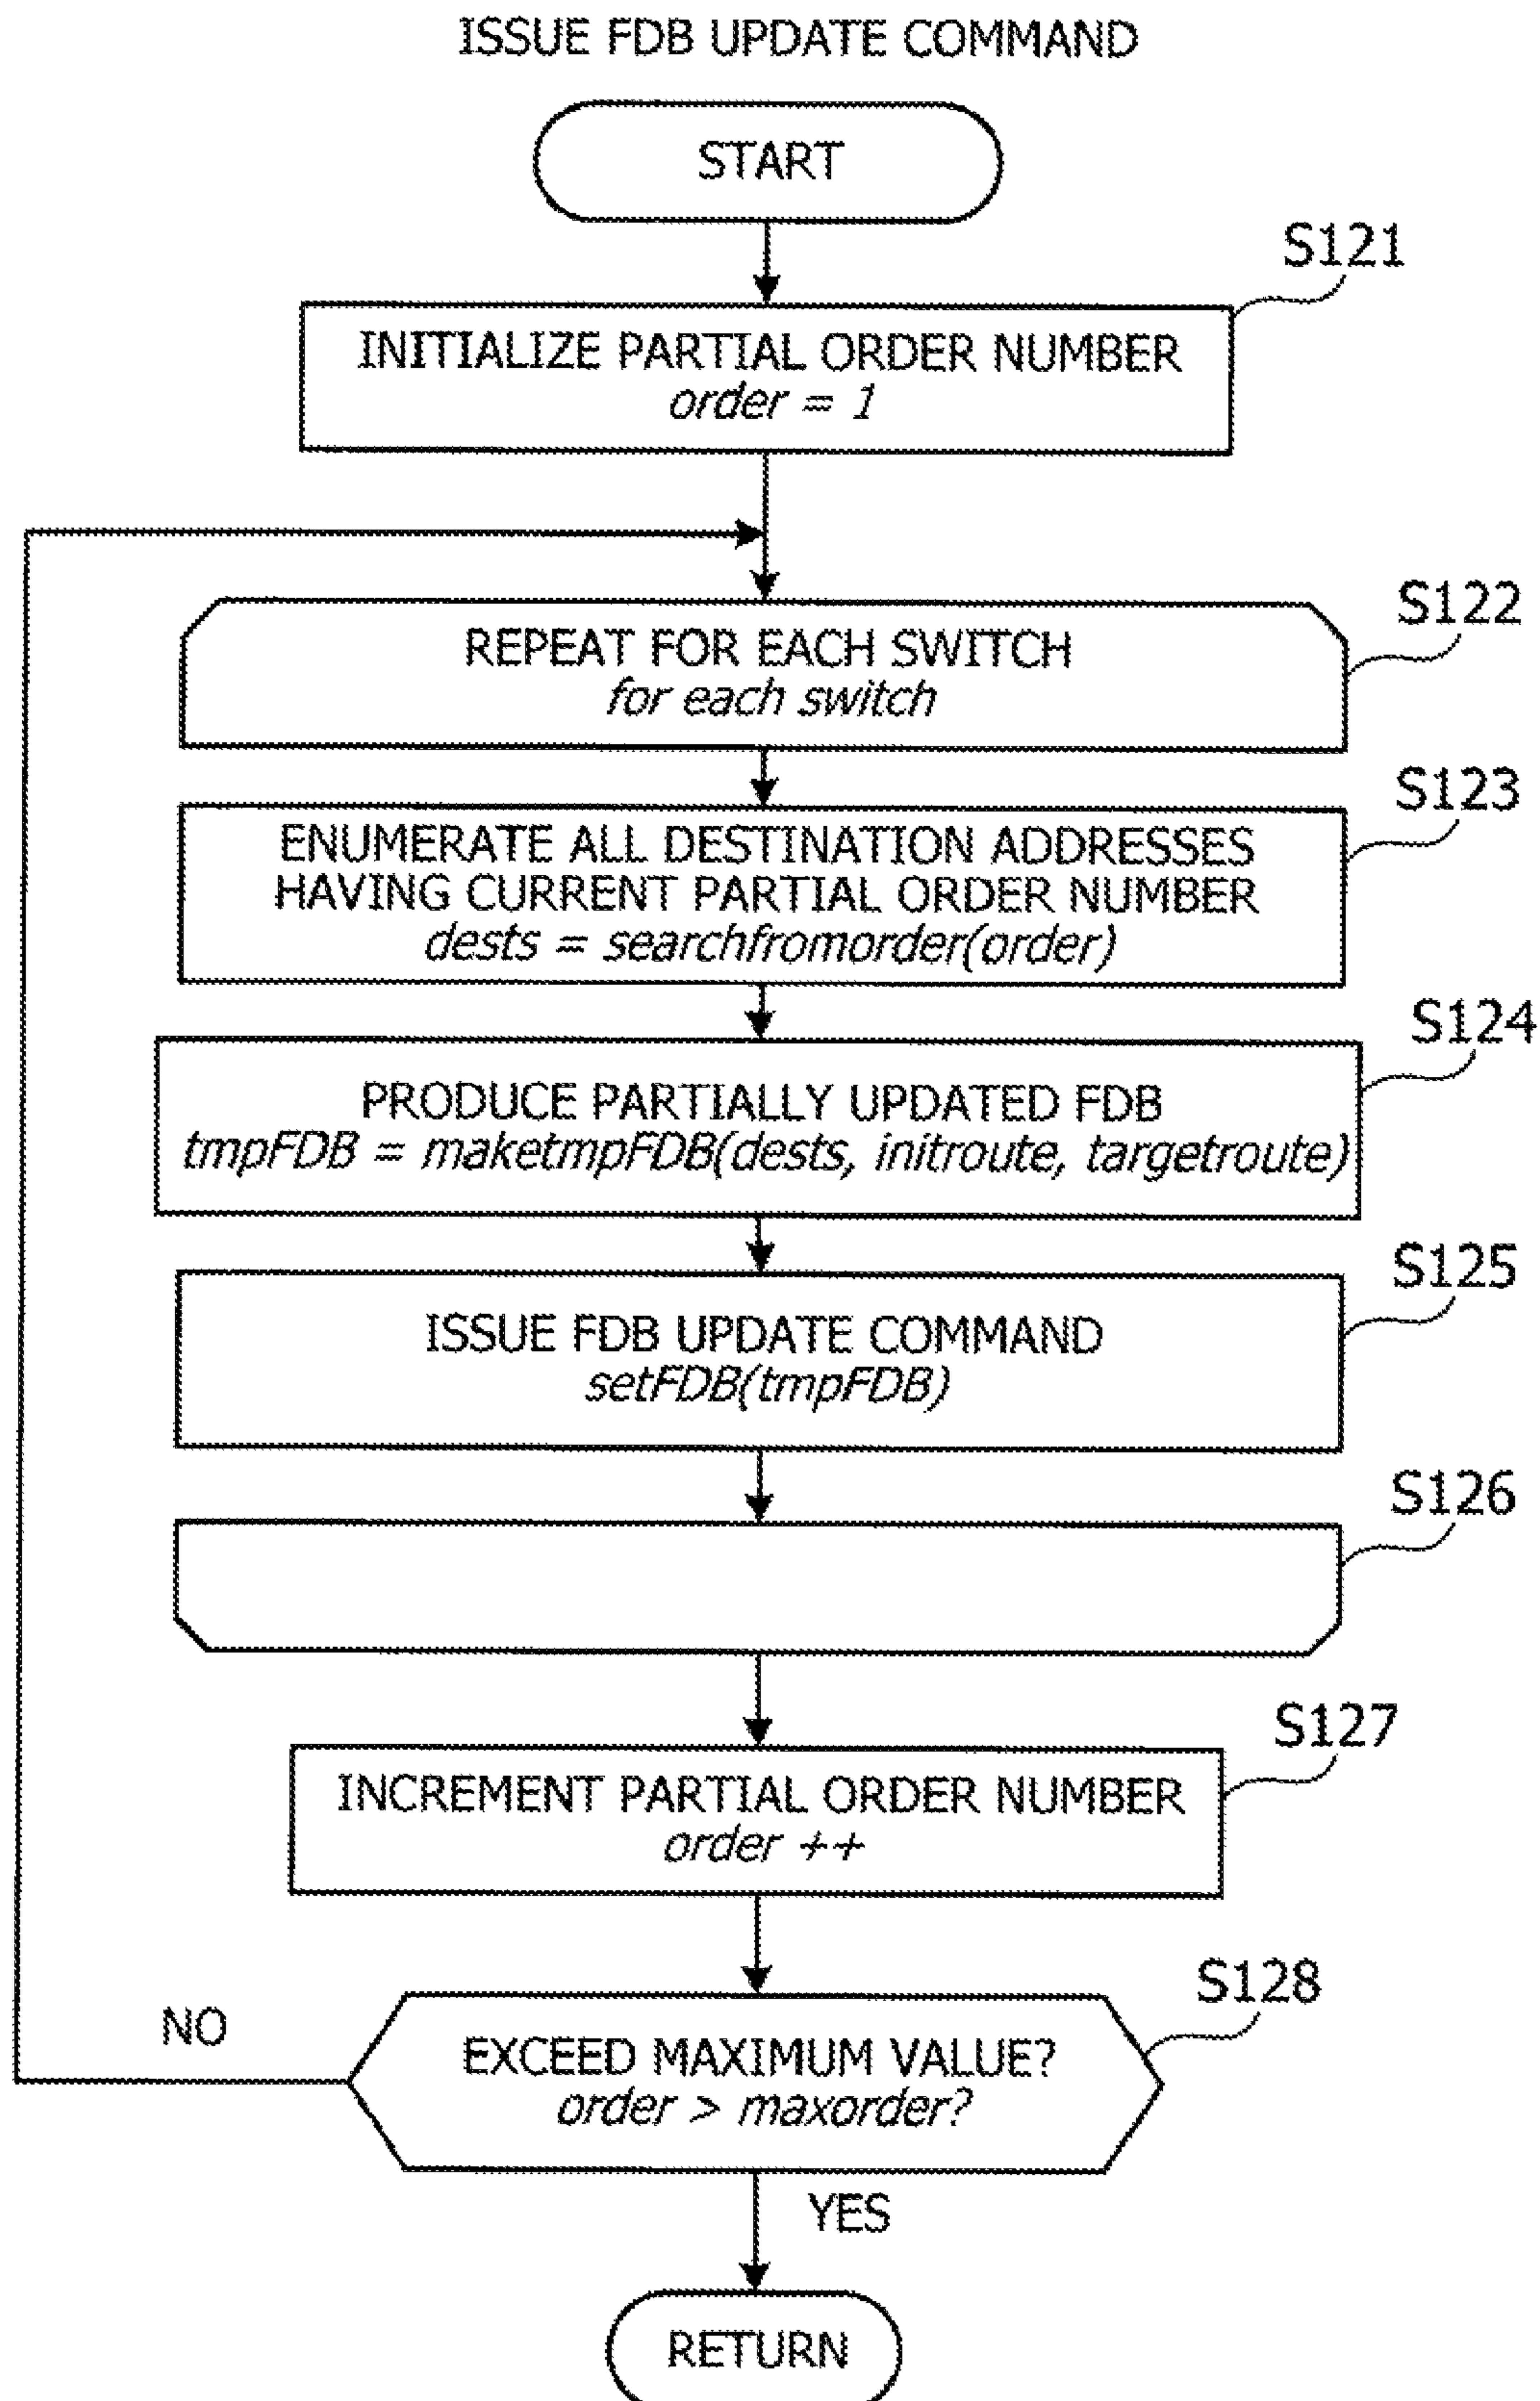 ISSUE FDB UPDATE COMMAND
START
S121
INITIALIZE PARTIAL ORDER NUMBER
order = 1
S122
REPEAT FOR EACH SWITCH
for each switch
S123
ENUMERATE ALL DESTINATION ADDRESSES
HAVING CURRENT PARTIAL ORDER NUMBER
dests = searchfromorder(order)
S124
PRODUCE PARTIALLY UPDATED FDB
tmpFDB = maketmpFDB(dests, initroute, targetroute)
S125
ISSUE FDB UPDATE COMMAND
setFDB(tmpFDB)
S126
S127
INCREMENT PARTIAL ORDER NUMBER
order ++
S128
NO
EXCEED MAXIMUM VALUE?
order > maxorder?
YES
RETURN